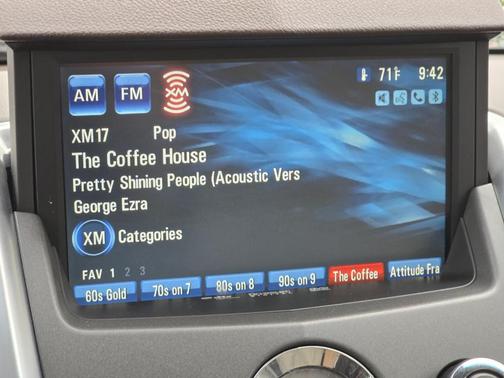 71°F 9:42
AM FM XM
XM17 Pop
The Coffee House
Pretty Shining People (Acoustic Vers
George Ezra
XM Categories
FAV 1 2 3
60s Gold 70s on 7 80s on 8 90s on 9 The Coffee Attitude Fra